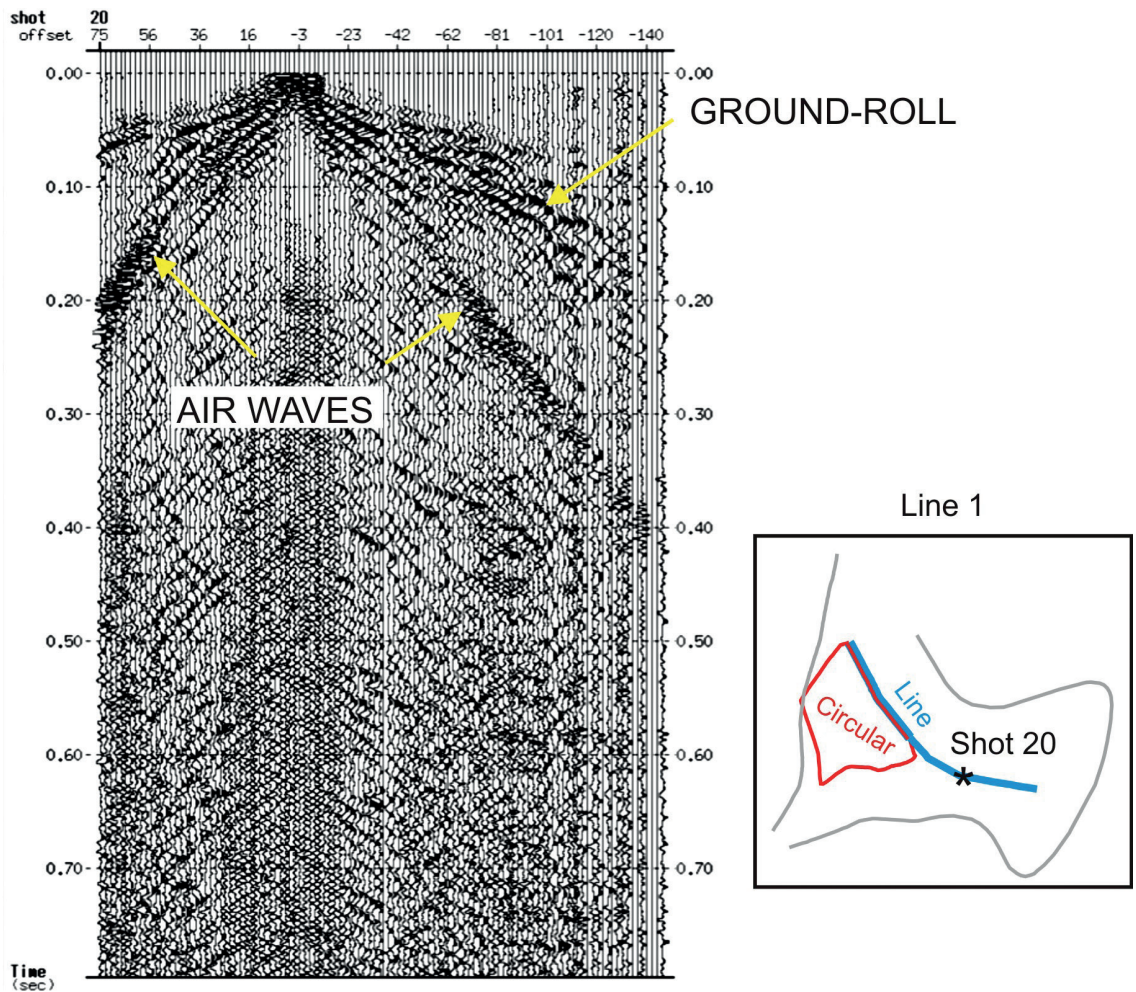 shot 20
offset 75 56 36 16 -3 -23 -42 -62 -81 -101 -120 -140
0.00 0.00
GROUND-ROLL
0.10 0.10
0.20 0.20
0.30 0.30
AIR WAVES
0.40 0.40
0.50 0.50
0.60 0.60
0.70 0.70
Time
(sec)
Line 1
Line
Circular
Shot 20
*